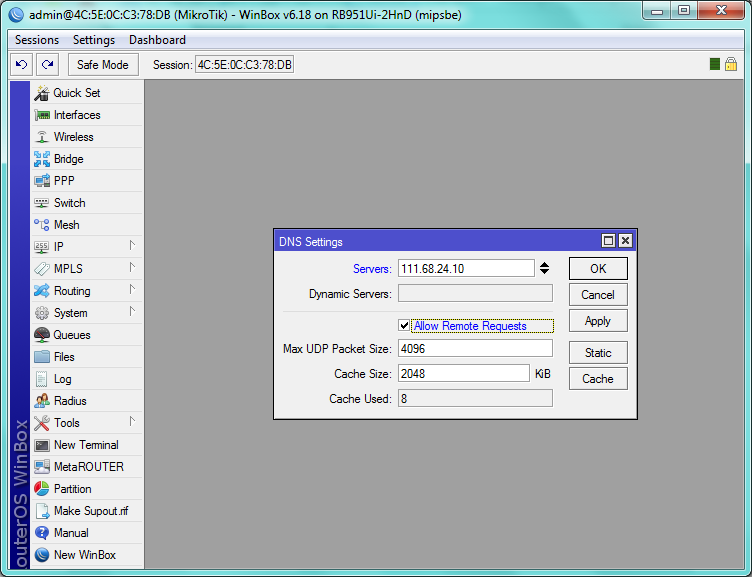 admin@4C:5E:0C:C3:78:DB (MikroTik) - WinBox v6.18 on RB951Ui-2HnD (mipsbe)
Sessions Settings Dashboard
Safe Mode Session: 4C:5E:0C:C3:78:DB
Quick Set
Interfaces
Wireless
Bridge
PPP
Switch
Mesh
IP
MPLS
Routing
System
Queues
Files
Log
Radius
Tools
New Terminal
MetaROUTER
Partition
Make Supout.rif
Manual
New WinBox
outerOS WinBox
DNS Settings
Servers: 111.68.24.10 OK
Dynamic Servers: Cancel
Allow Remote Requests Apply
Max UDP Packet Size: 4096 Static
Cache Size: 2048 KiB Cache
Cache Used: 8